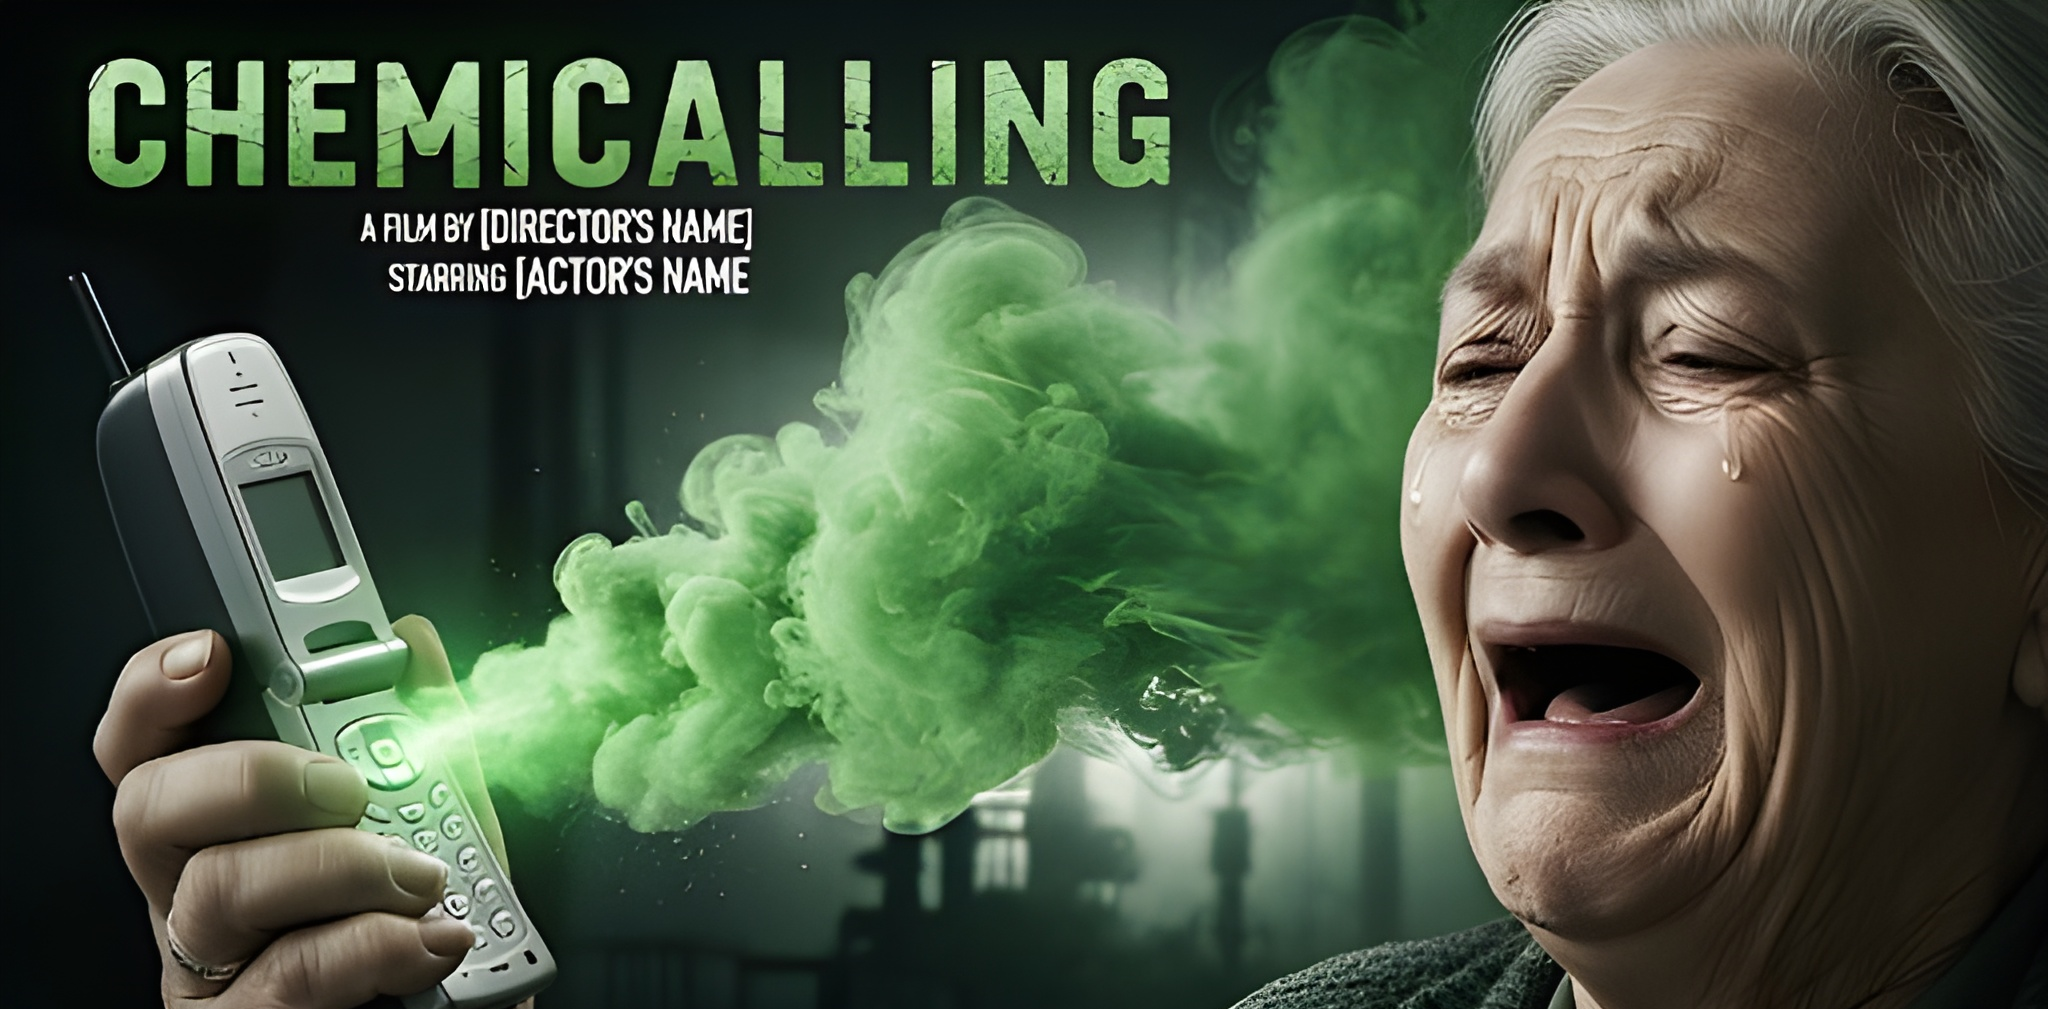 CHEMICALLING
A FILM BY [DIRECTOR'S NAME]
STARRING [ACTOR'S NAME